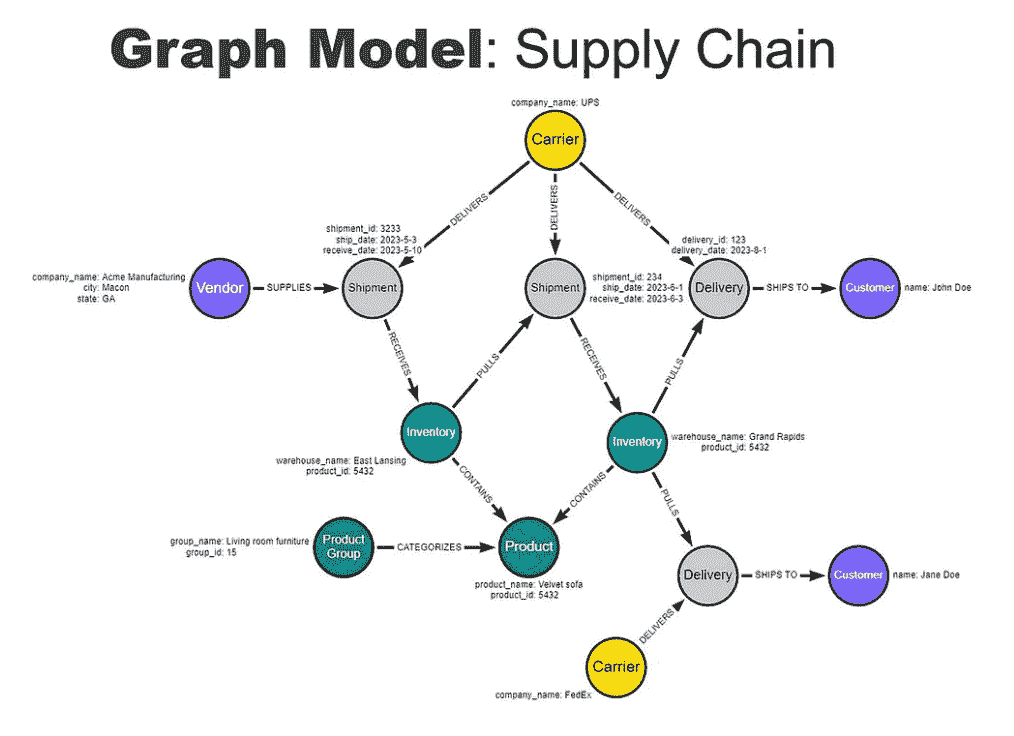 Graph Model: Supply Chain
company_name: UPS
Carrier
DELIVERS
DELIVERS
DELIVERS
shipment_id: 3233
ship_date: 2023-5-3
receive_date: 2023-5-10
delivery_id: 123
delivery_date: 2023-8-1
company_name: Acme Manufacturing
city: Macon
state: GA
Vendor
SUPPLIES
Shipment
Shipment
shipment_id: 234
ship_date: 2023-6-1
receive_date: 2023-6-3
Delivery
SHIPS TO
Customer
name: John Doe
RECEIVES
PULLS
RECEIVES
PULLS
Inventory
warehouse_name: East Lansing
product_id: 5432
Inventory
warehouse_name: Grand Rapids
product_id: 5432
CONTAINS
CONTAINS
PULLS
group_name: Living room furniture
group_id: 15
Product
Group
CATEGORIZES
Product
product_name: Velvet sofa
product_id: 5432
Delivery
SHIPS TO
Customer
name: Jane Doe
DELIVERS
Carrier
company_name: FedEx